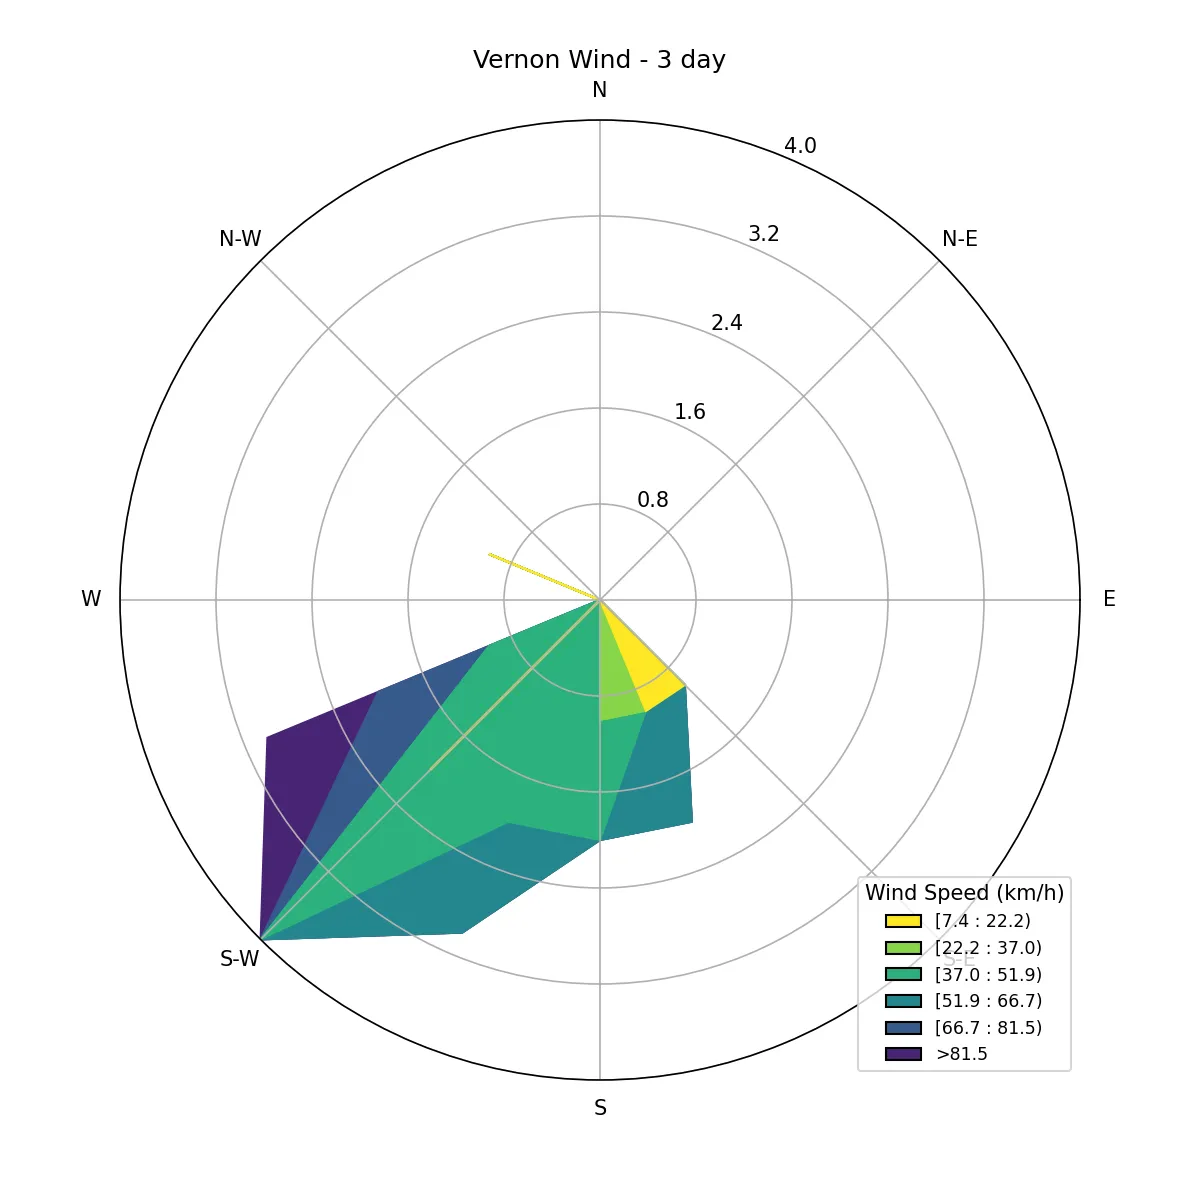 Vernon Wind - 3 day
N
4.0
N-W
N-E
3.2
2.4
1.6
0.8
W
E
Wind Speed (km/h)
[7.4 : 22.2)
[22.2 : 37.0)
S-W
S-E
[37.0 : 51.9)
[51.9 : 66.7)
[66.7 : 81.5)
>81.5
S